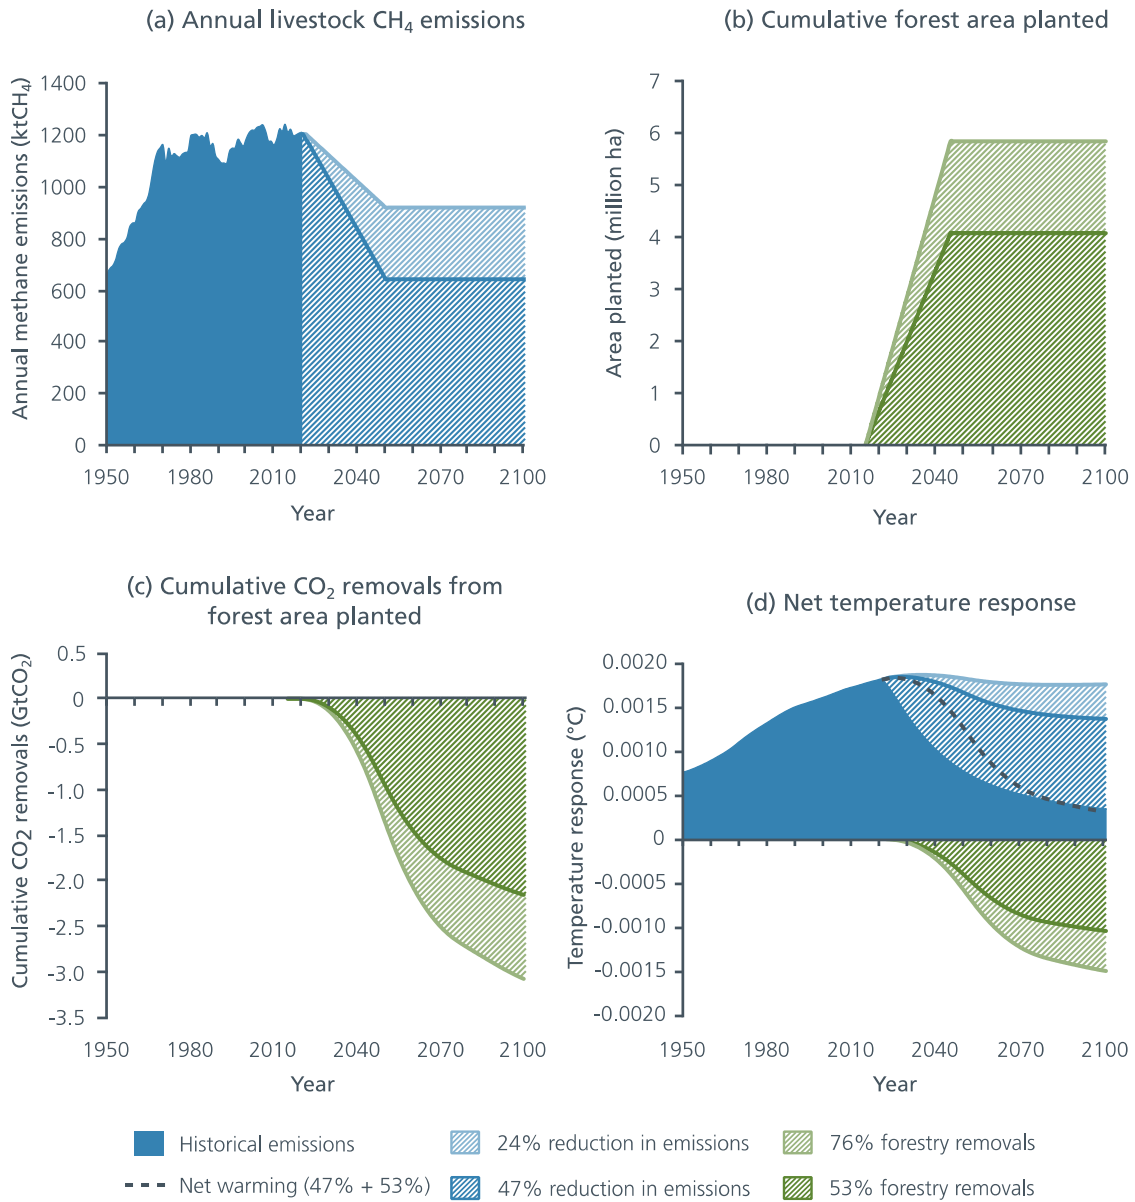 (a) Annual livestock CH₄ emissions
Annual methane emissions (ktCH₄)
1400
1200
1000
800
600
400
200
0
1950 1980 2010 2040 2070 2100
Year
(b) Cumulative forest area planted
Area planted (million ha)
7
6
5
4
3
2
1
0
1950 1980 2010 2040 2070 2100
Year
(c) Cumulative CO₂ removals from
forest area planted
Cumulative CO2 removals (GtCO₂)
0.5
0
-0.5
-1.0
-1.5
-2.0
-2.5
-3.0
-3.5
1950 1980 2010 2040 2070 2100
Year
(d) Net temperature response
Temperature response (°C)
0.0020
0.0015
0.0010
0.0005
0
-0.0005
-0.0010
-0.0015
-0.0020
1950 1980 2010 2040 2070 2100
Year
Historical emissions
24% reduction in emissions
76% forestry removals
Net warming (47% + 53%)
47% reduction in emissions
53% forestry removals